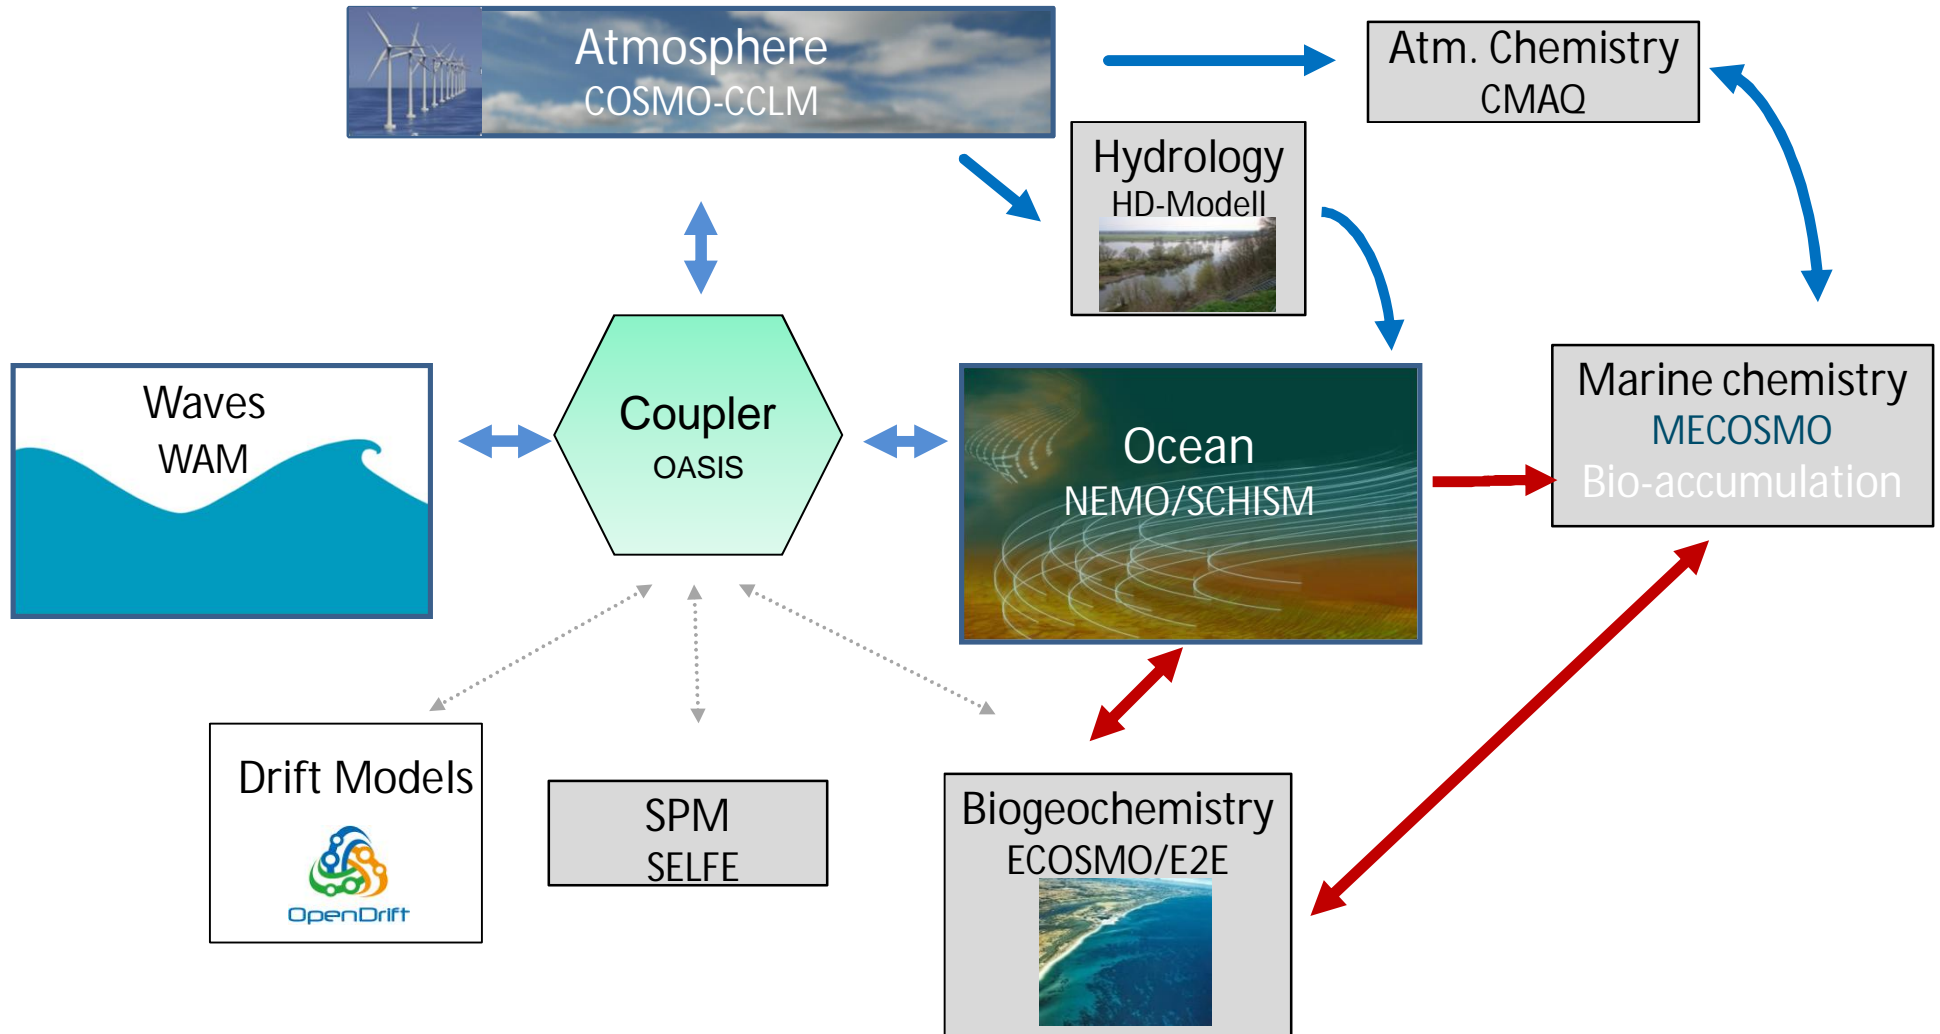 Atmosphere
COSMO-CCLM
Atm. Chemistry
CMAQ
Hydrology
HD-Modell
Waves
WAM
Coupler
OASIS
Ocean
NEMO/SCHISM
Marine chemistry
MECOSMO
Bio-accumulation
Drift Models
OpenDrift
SPM
SELFE
Biogeochemistry
ECOSMO/E2E